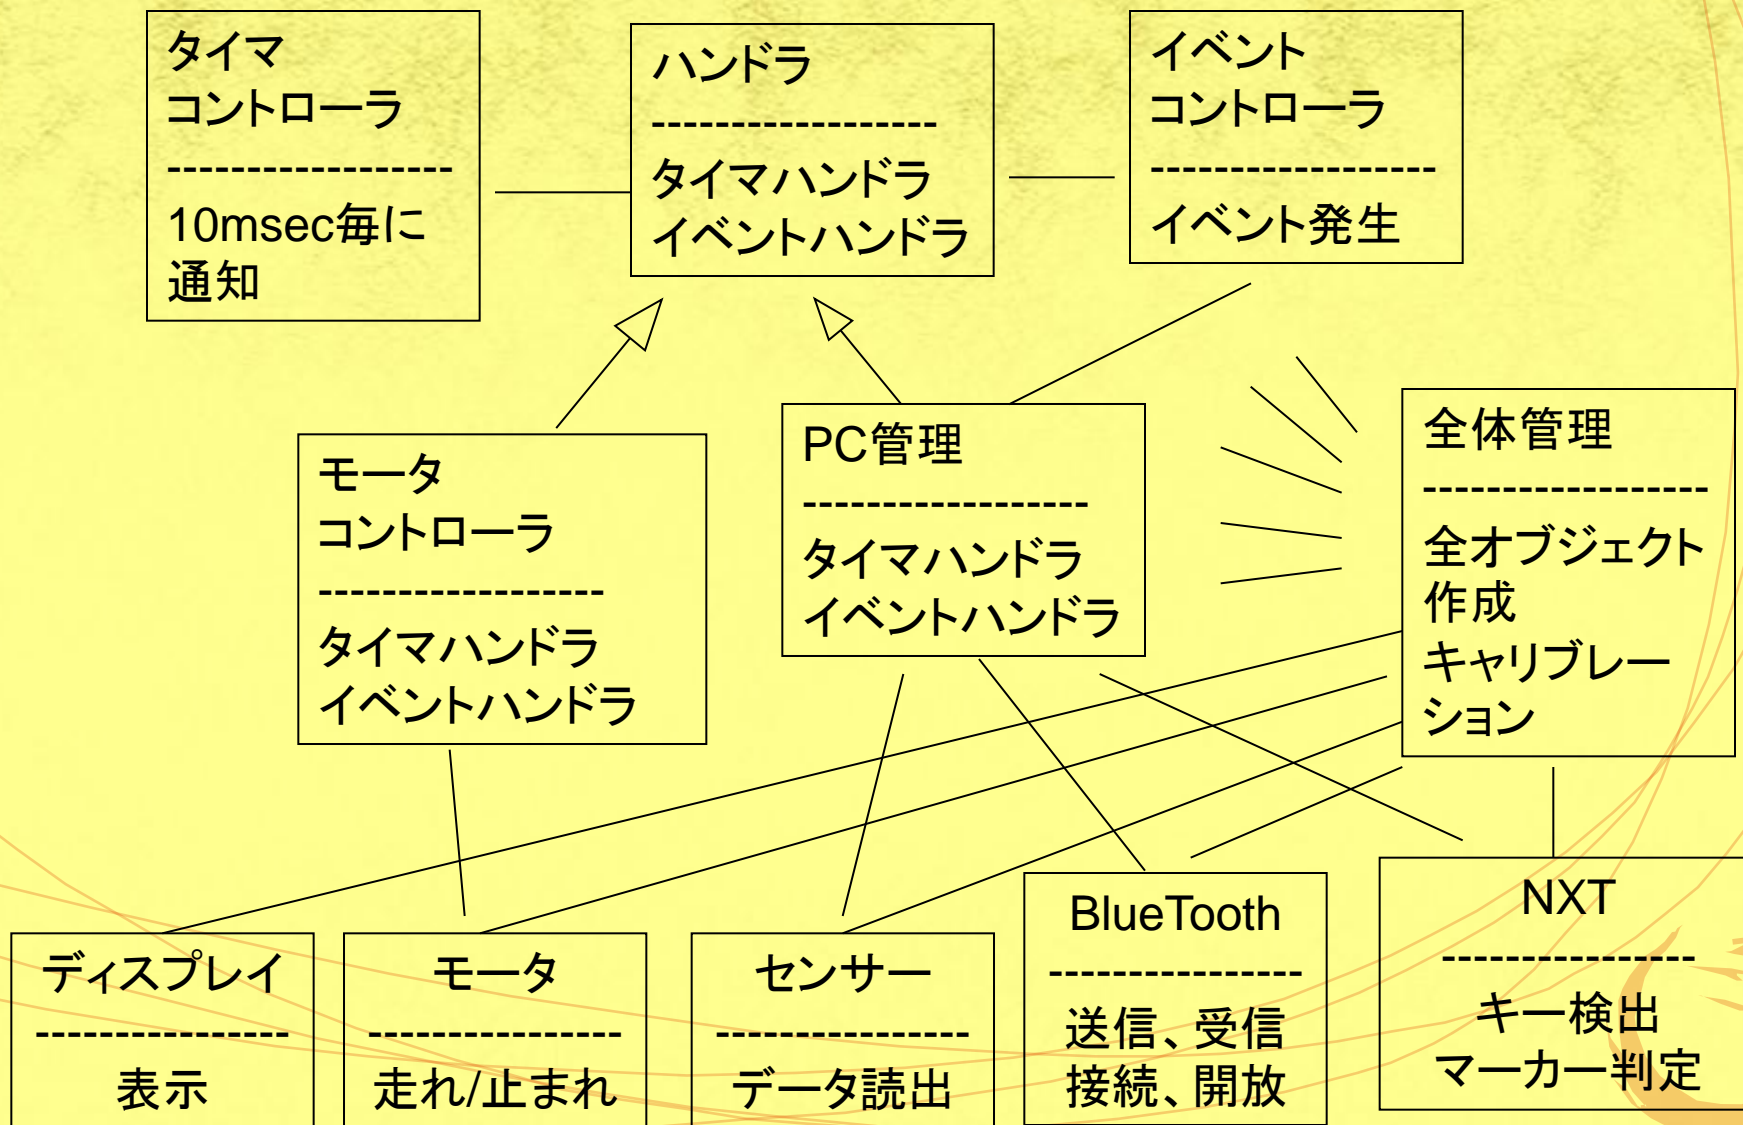 タイマ
コントローラ
------------------
10msec毎に
通知
ハンドラ
------------------
タイマハンドラ
イベントハンドラ
イベント
コントローラ
------------------
イベント発生
モータ
コントローラ
------------------
タイマハンドラ
イベントハンドラ
PC管理
------------------
タイマハンドラ
イベントハンドラ
全体管理
------------------
全オブジェクト
作成
キャリブレー
ション
ディスプレイ
----------------
表示
モータ
----------------
走れ/止まれ
センサー
----------------
データ読出
BlueTooth
----------------
送信、受信
接続、開放
NXT
----------------
キー検出
マーカー判定